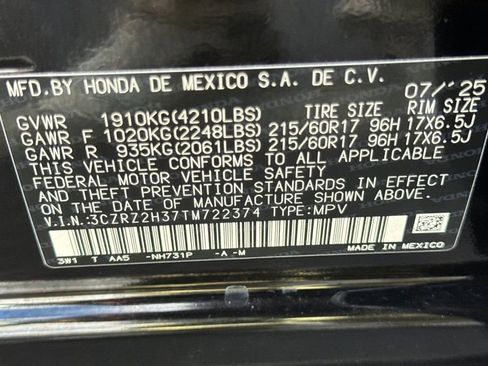 MFD. BY HONDA DE MEXICO S.A. DE C.V. 07/'25
GVWR 1910KG(4210LBS) TIRE SIZE RIM SIZE
GAWR F 1020KG(2248LBS) 215/60R17 96H 17X6.5J
GAWR R 935KG(2061LBS) 215/60R17 96H 17X6.5J
THIS VEHICLE CONFORMS TO ALL APPLICABLE
FEDERAL MOTOR VEHICLE SAFETY
AND THEFT PREVENTION STANDARDS IN
EFFECT ON THE DATE OF MANUFACTURE
SHOWN ABOVE.
V.I.N.:3CZRZ2H37TM722374 TYPE:MPV
MADE IN MEXICO
3W1 T AA5 -NH731P -A -M